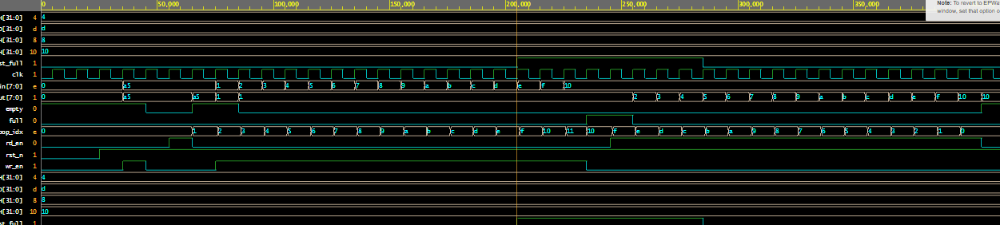 0 50,000 100,000 150,000 200,000 250,000 300,000 350,000
Note: To revert to EPWa
window, set that option o
H[31:0] 4 4
[31:0] d d
H[31:0] 8 8
H[31:0] 10 10
st_full 1
clk 1
in[7:0] e 0 a5 1 2 3 4 5 6 7 8 9 a b c d e f 10
ut[7:0] 1 0 a5 a5 1 1 2 3 4 5 6 7 8 9 a b c d e f 10 10
empty 0
full 0
oop_idx e 0 1 2 3 4 5 6 7 8 9 a b c d e f 10 11 10 f e d c b a 9 8 7 6 5 4 3 2 1 0
rd_en 0
rst_n 1
wr_en 1
H[31:0] 4 4
[31:0] d d
H[31:0] 8 8
H[31:0] 10 10
st_full 1